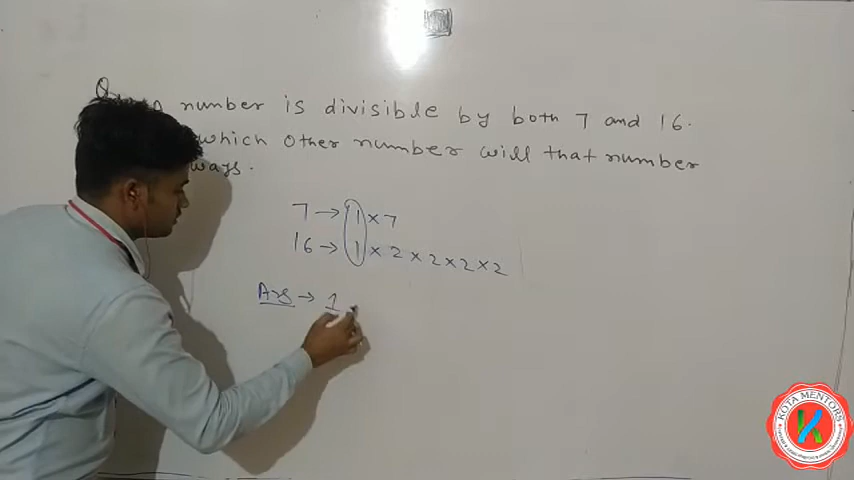 Q. A number is divisible by both 7 and 16.
which other number will that number
7 → 1 × 7
16 → 1 × 2 × 2 × 2 × 2
Ans → 1
KOTA MENTORS